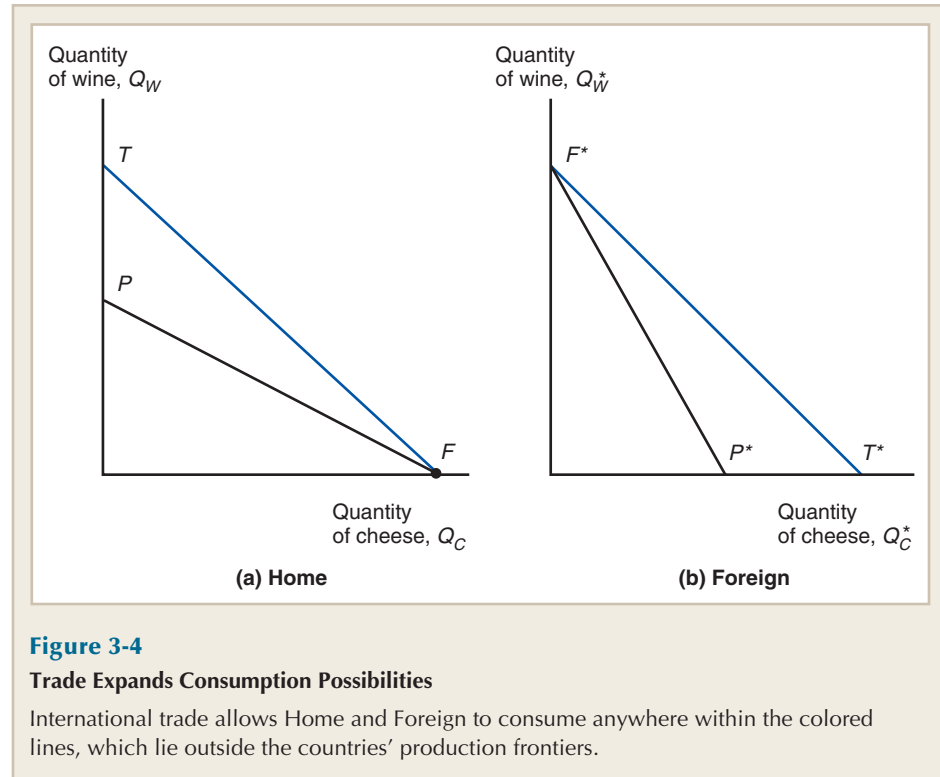 Quantity
of wine, Q_W
T
P
F
Quantity
of cheese, Q_C
(a) Home
Quantity
of wine, Q*_W
F*
P*
T*
Quantity
of cheese, Q*_C
(b) Foreign
Figure 3-4
Trade Expands Consumption Possibilities
International trade allows Home and Foreign to consume anywhere within the colored
lines, which lie outside the countries’ production frontiers.